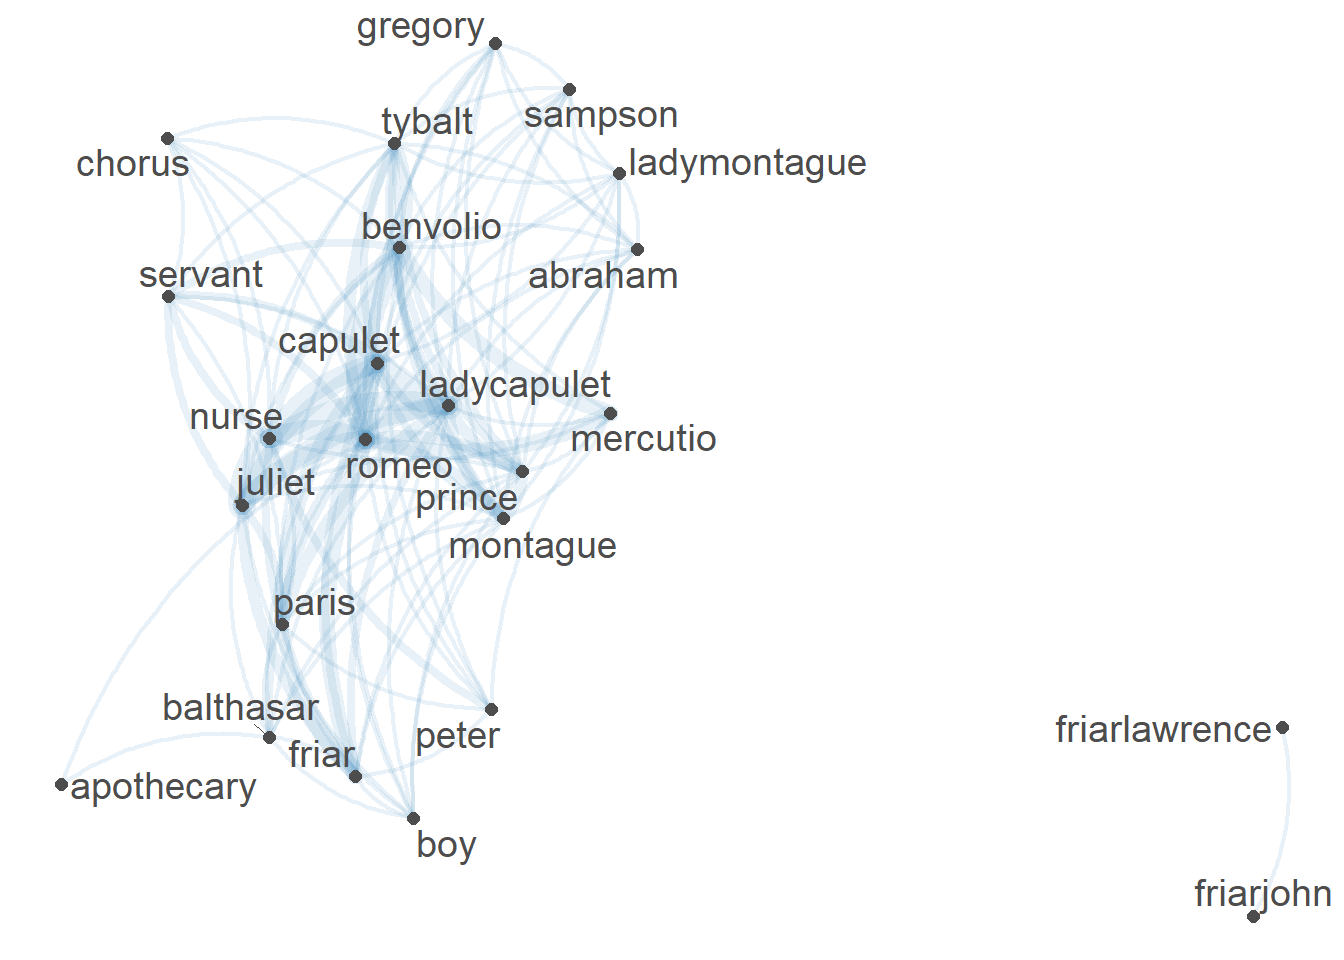 gregory
sampson
tybalt
chorus
ladymontague
benvolio
servant
abraham
capulet
ladycapulet
nurse
mercutio
romeo
juliet
prince
montague
paris
balthasar
peter
friarlawrence
friar
apothecary
boy
friarjohn